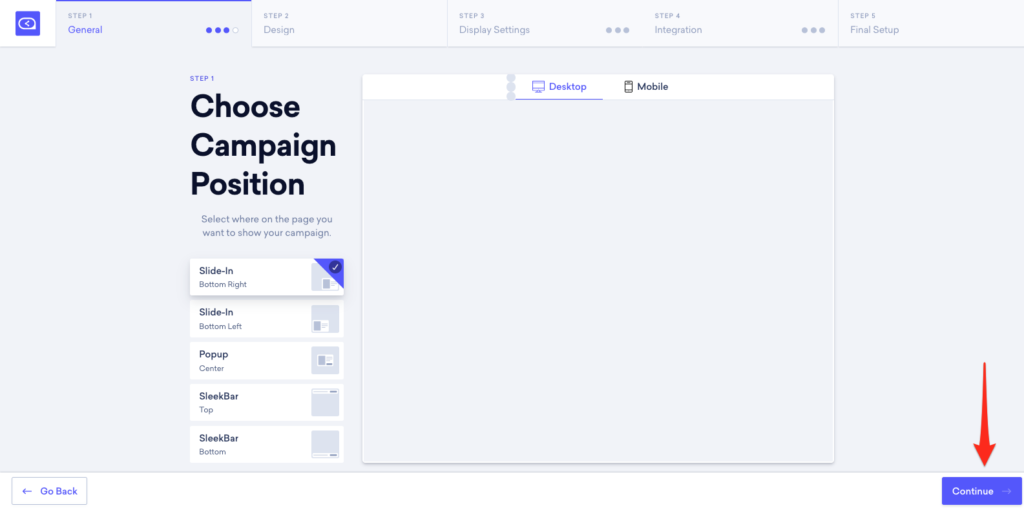 STEP 1
General
STEP 2
Design
STEP 3
Display Settings
STEP 4
Integration
STEP 5
Final Setup
STEP 1
Choose
Campaign
Position
Select where on the page you
want to show your campaign.
Slide-In
Bottom Right
Slide-In
Bottom Left
Popup
Center
SleekBar
Top
SleekBar
Bottom
Desktop
Mobile
Go Back
Continue